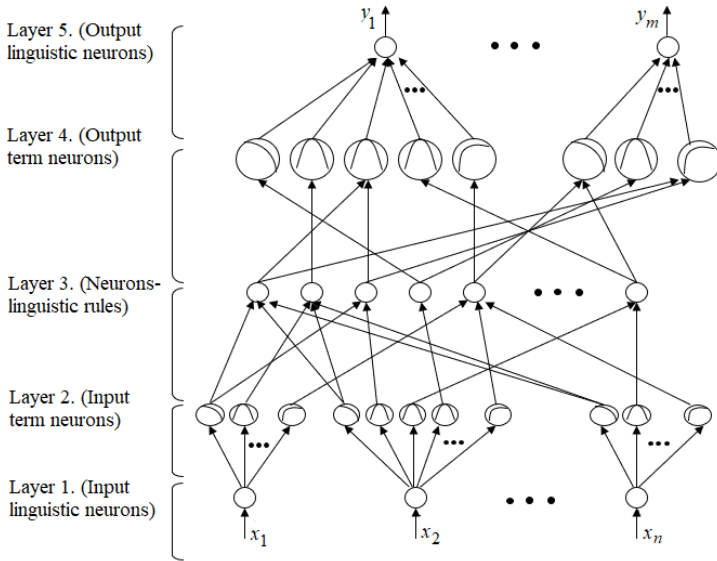 Layer 5. (Output
linguistic neurons)
y1
ym
Layer 4. (Output
term neurons)
Layer 3. (Neurons-
linguistic rules)
Layer 2. (Input
term neurons)
Layer 1. (Input
linguistic neurons)
x1
x2
xn